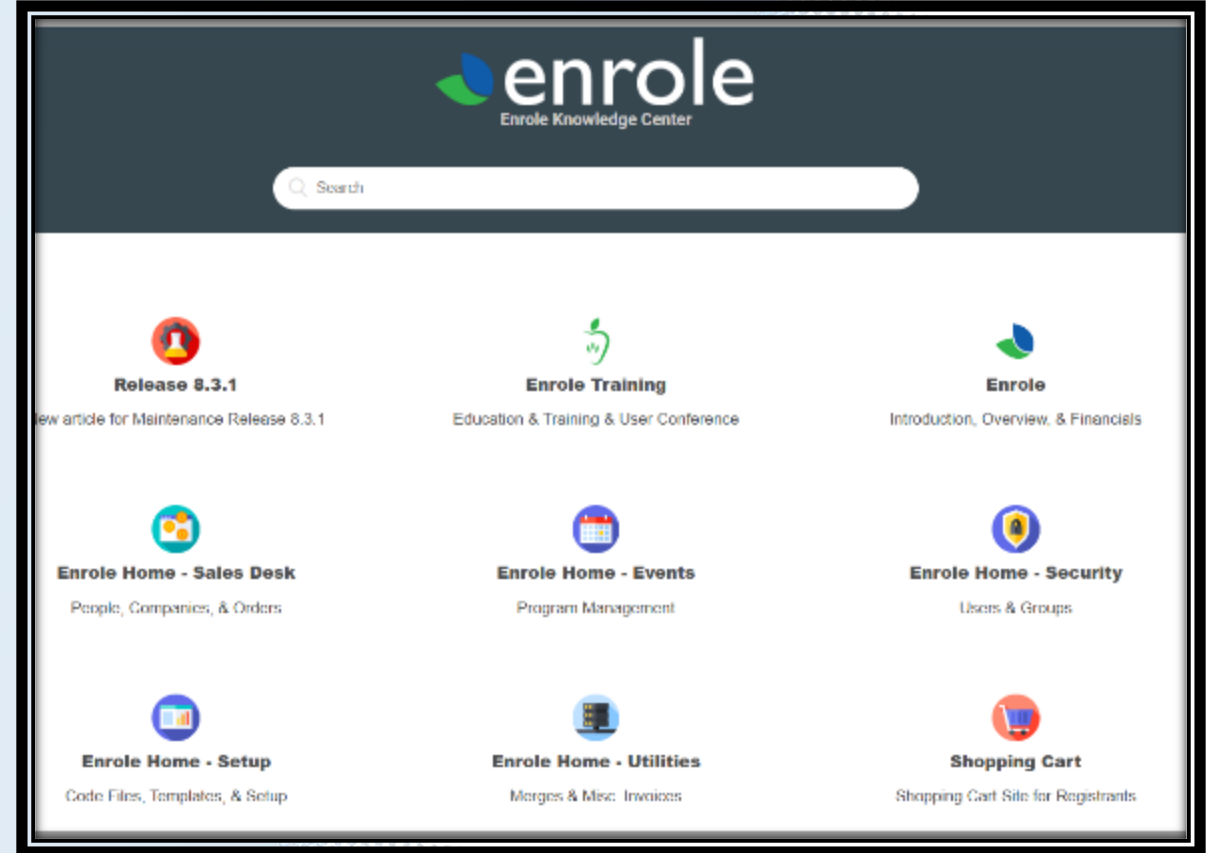 enrole
Enrole Knowledge Center
Search
Release 8.3.1
Enrole Training
Enrole
article for Maintenance Release 8.3.1
Education & Training & User Conference
Introduction, Overview, & Financials
Enrole Home - Sales Desk
Enrole Home - Events
Enrole Home - Security
People, Companies, & Orders
Program Management
Users & Groups
Enrole Home - Setup
Enrole Home - Utilities
Shopping Cart
Code Files, Templates, & Setup
Merges & Misc. Invoices
Shopping Cart Site for Registrants